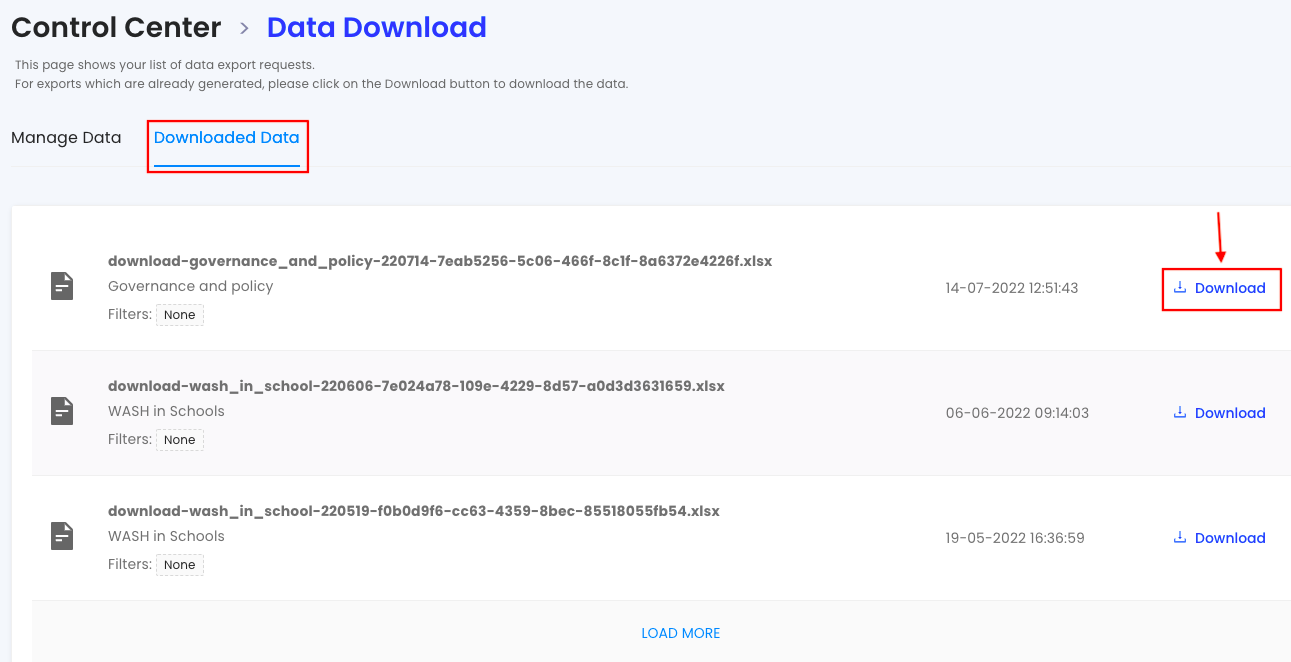 Control Center > Data Download
This page shows your list of data export requests.
For exports which are already generated, please click on the Download button to download the data.
Manage Data Downloaded Data
download-governance_and_policy-220714-7eab5256-5c06-466f-8c1f-8a6372e4226f.xlsx
Governance and policy
14-07-2022 12:51:43 Download
Filters: None
download-wash_in_school-220606-7e024a78-109e-4229-8d57-a0d3d3631659.xlsx
WASH in Schools
06-06-2022 09:14:03 Download
Filters: None
download-wash_in_school-220519-f0b0d9f6-cc63-4359-8bec-85518055fb54.xlsx
WASH in Schools
19-05-2022 16:36:59 Download
Filters: None
LOAD MORE